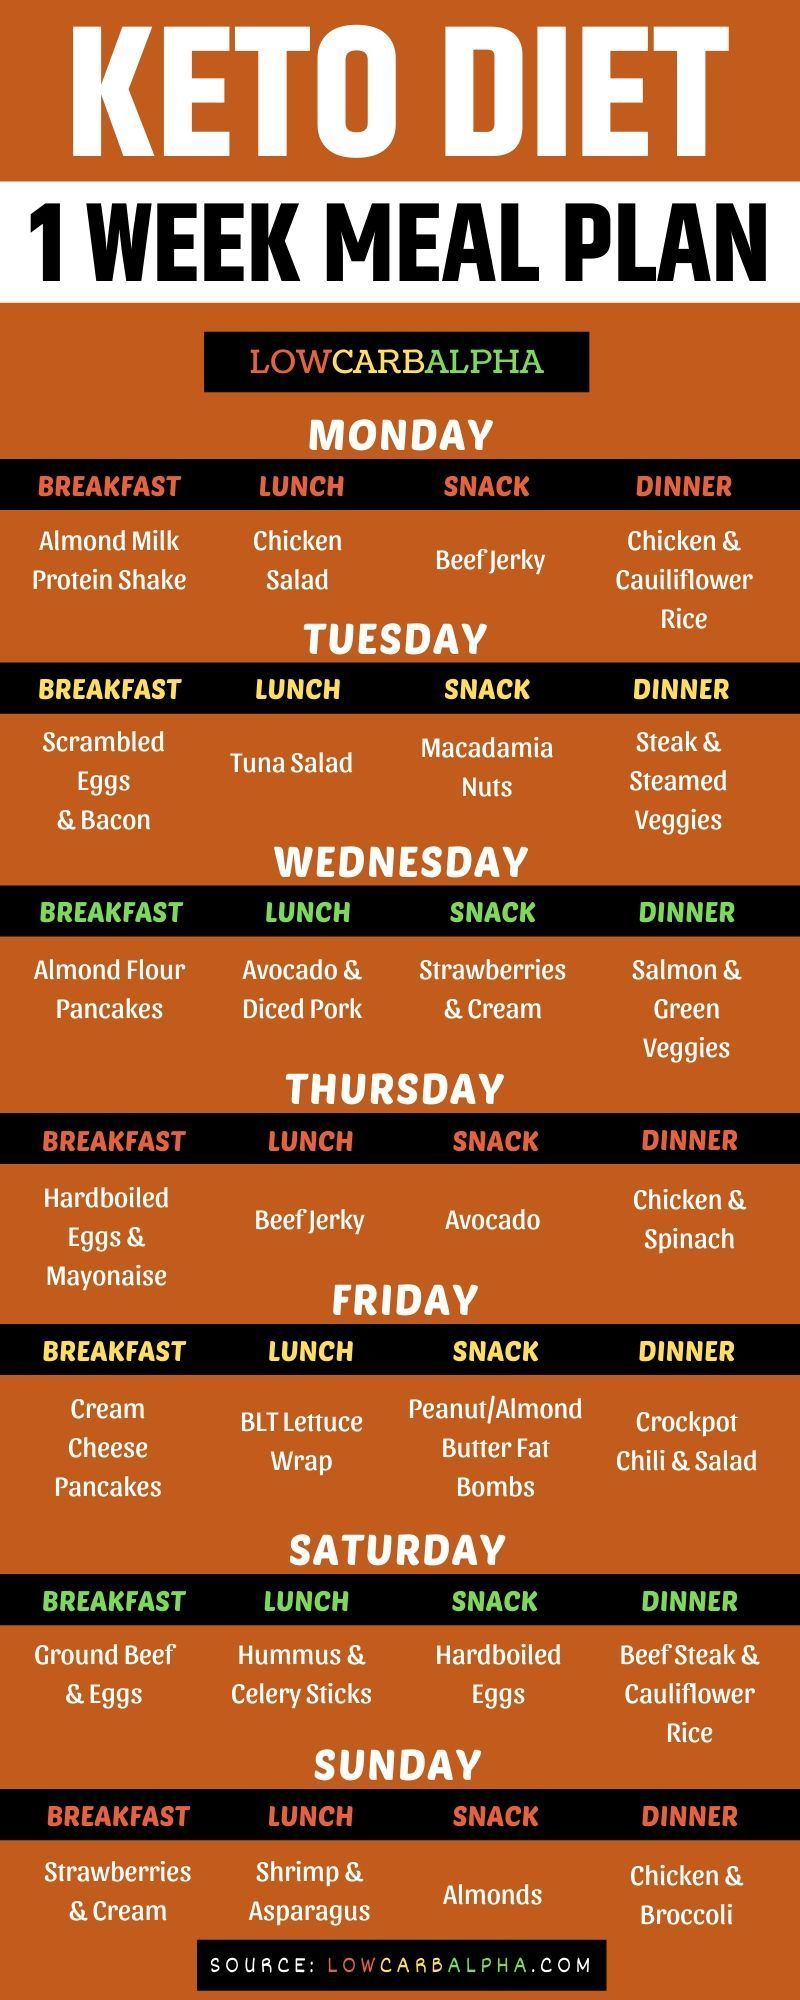 KETO DIET
1 WEEK MEAL PLAN
LOWCARBALPHA
MONDAY
BREAKFAST LUNCH SNACK DINNER
Almond Milk
Protein Shake
Chicken
Salad
Beef Jerky
Chicken &
Cauiliflower
Rice
TUESDAY
BREAKFAST LUNCH SNACK DINNER
Scrambled
Eggs
& Bacon
Tuna Salad
Macadamia
Nuts
Steak &
Steamed
Veggies
WEDNESDAY
BREAKFAST LUNCH SNACK DINNER
Almond Flour
Pancakes
Avocado &
Diced Pork
Strawberries
& Cream
Salmon &
Green
Veggies
THURSDAY
BREAKFAST LUNCH SNACK DINNER
Hardboiled
Eggs &
Mayonaise
Beef Jerky
Avocado
Chicken &
Spinach
FRIDAY
BREAKFAST LUNCH SNACK DINNER
Cream
Cheese
Pancakes
BLT Lettuce
Wrap
Peanut/Almond
Butter Fat
Bombs
Crockpot
Chili & Salad
SATURDAY
BREAKFAST LUNCH SNACK DINNER
Ground Beef
& Eggs
Hummus &
Celery Sticks
Hardboiled
Eggs
Beef Steak &
Cauliflower
Rice
SUNDAY
BREAKFAST LUNCH SNACK DINNER
Strawberries
& Cream
Shrimp &
Asparagus
Almonds
Chicken &
Broccoli
SOURCE: LOWCARBALPHA.COM